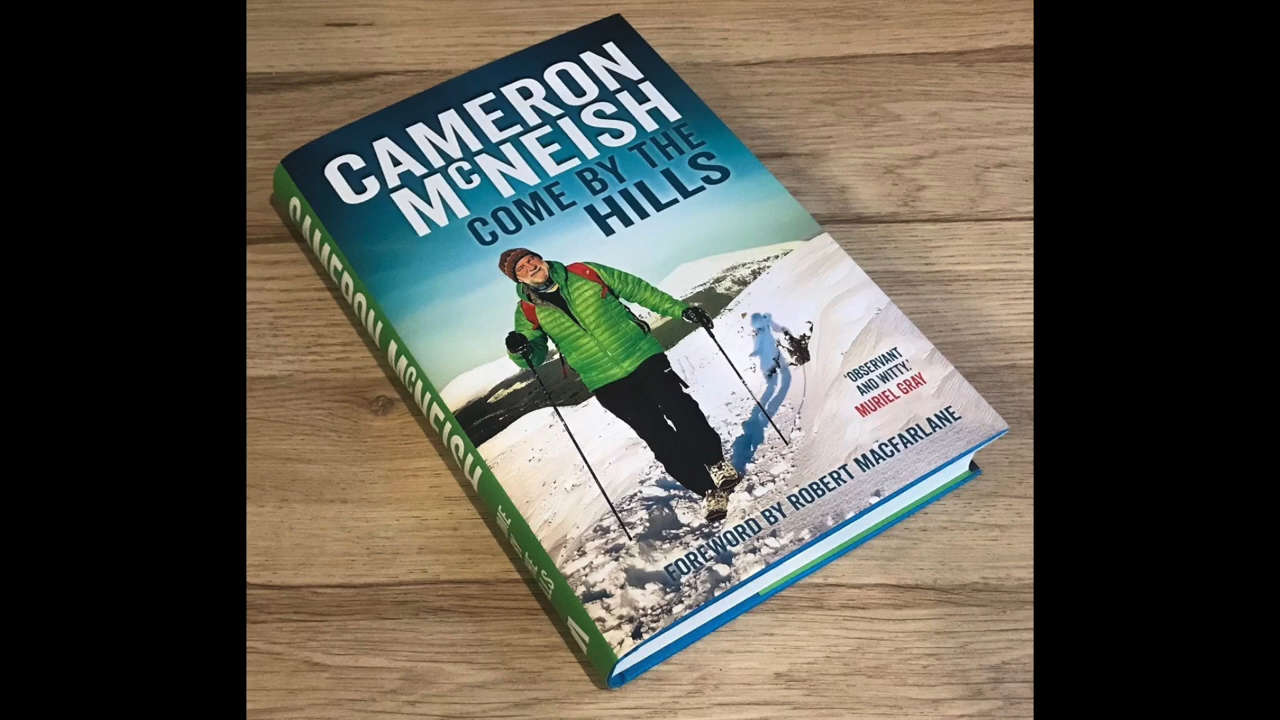 CAMERON
McNEISH
COME BY THE
HILLS
'OBSERVANT
AND WITTY.'
MURIEL GRAY
FOREWORD BY ROBERT MACFARLANE
CAMERON McNEISH